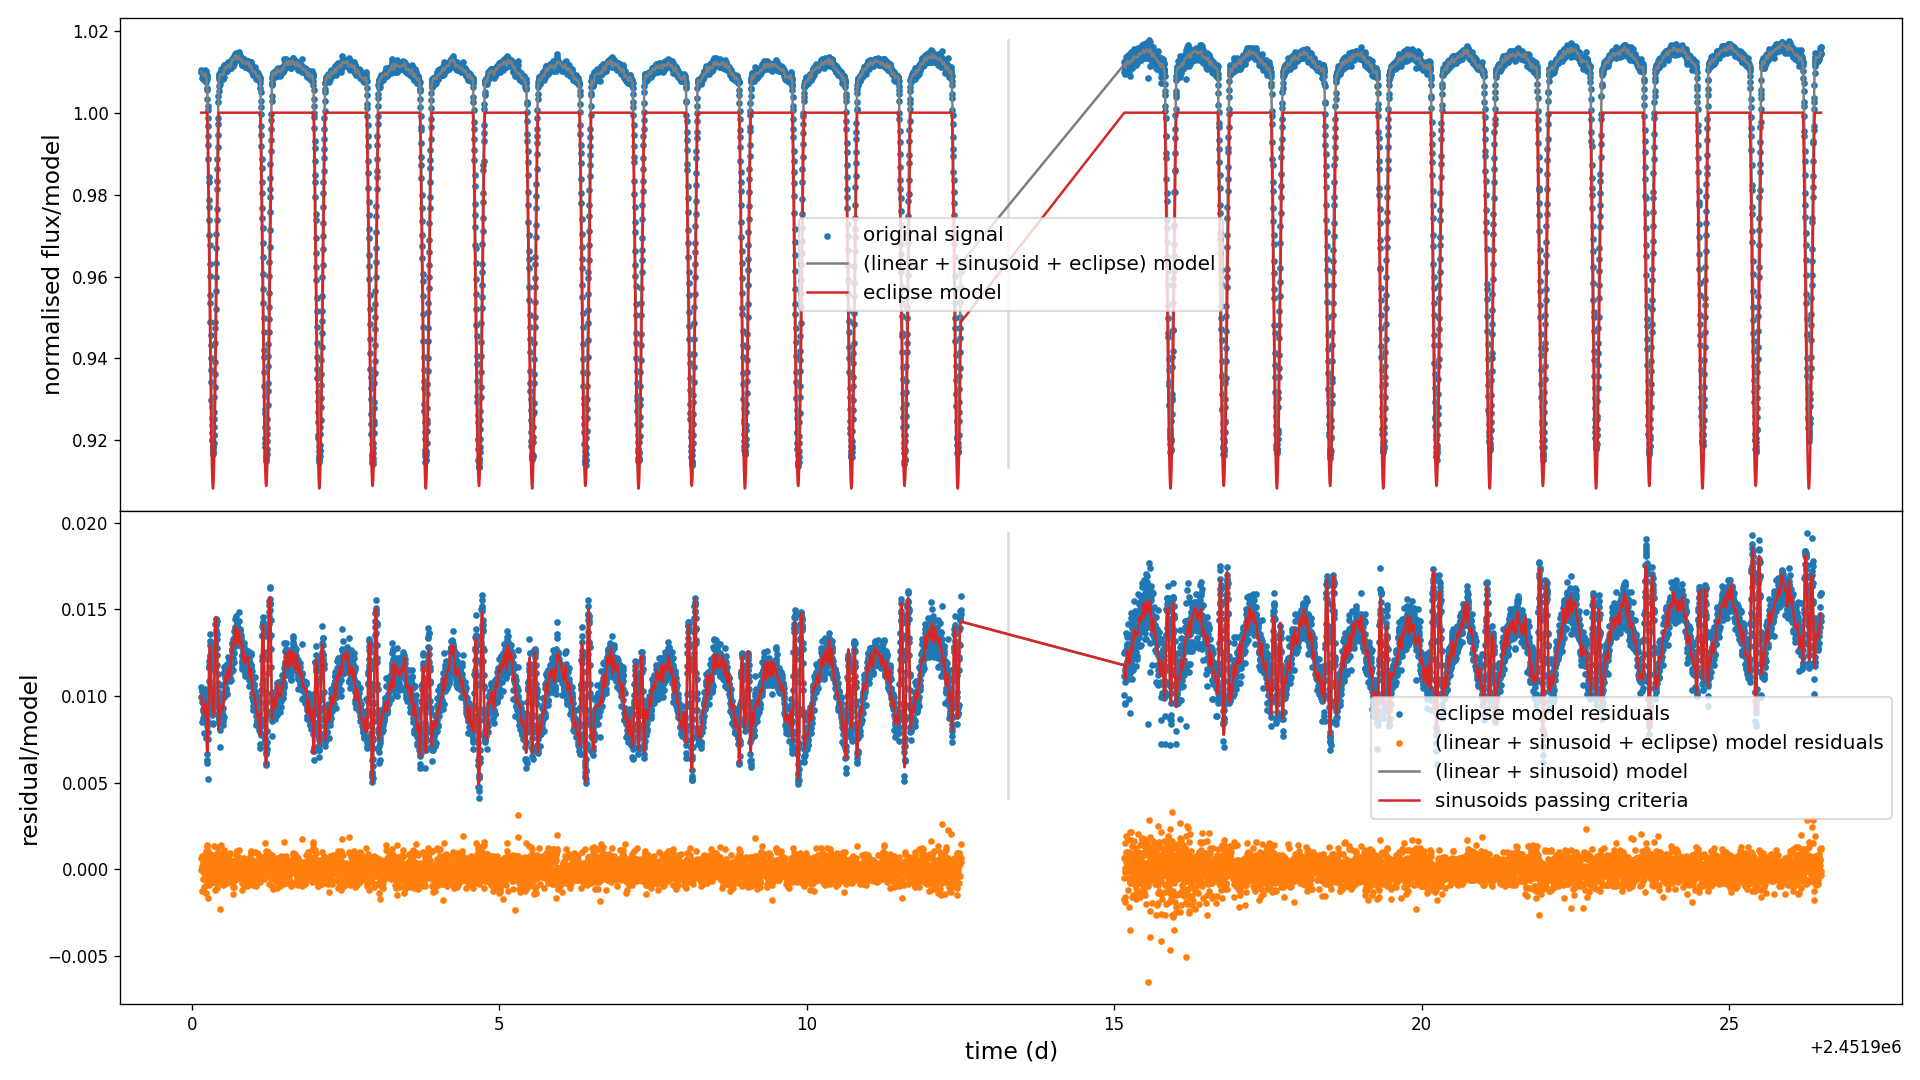 normalised flux/model
1.02
1.00
0.98
0.96
0.94
0.92
original signal
(linear + sinusoid + eclipse) model
eclipse model
residual/model
0.020
0.015
0.010
0.005
0.000
−0.005
eclipse model residuals
(linear + sinusoid + eclipse) model residuals
(linear + sinusoid) model
sinusoids passing criteria
0
5
10
15
20
25
time (d)
+2.4519e6